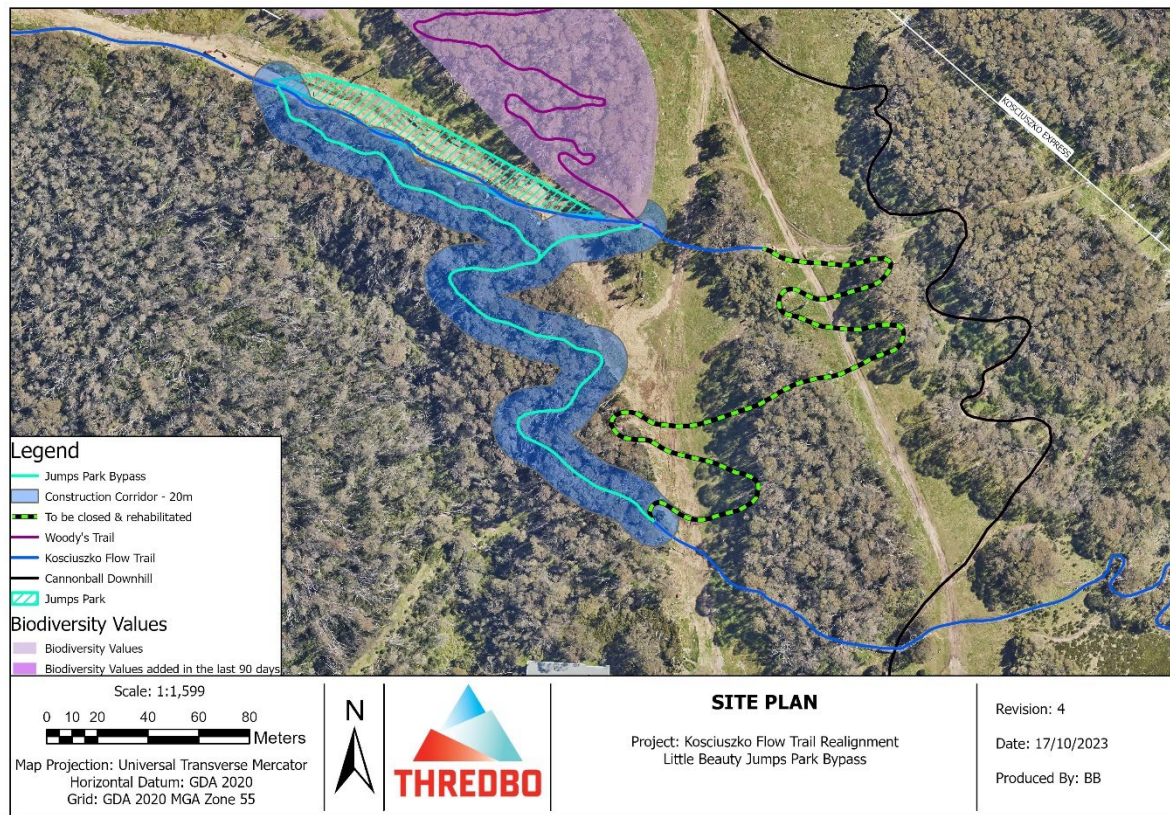 KOSCIUSZKO EXPRESS
Legend
Jumps Park Bypass
Construction Corridor - 20m
To be closed & rehabilitated
Woody's Trail
Kosciuszko Flow Trail
Cannonball Downhill
Jumps Park
Biodiversity Values
Biodiversity Values
Biodiversity Values added in the last 90 days
Scale: 1:1,599
0 10 20 40 60 80
Meters
Map Projection: Universal Transverse Mercator
Horizontal Datum: GDA 2020
Grid: GDA 2020 MGA Zone 55
N
THREDBO
SITE PLAN
Project: Kosciuszko Flow Trail Realignment
Little Beauty Jumps Park Bypass
Revision: 4
Date: 17/10/2023
Produced By: BB